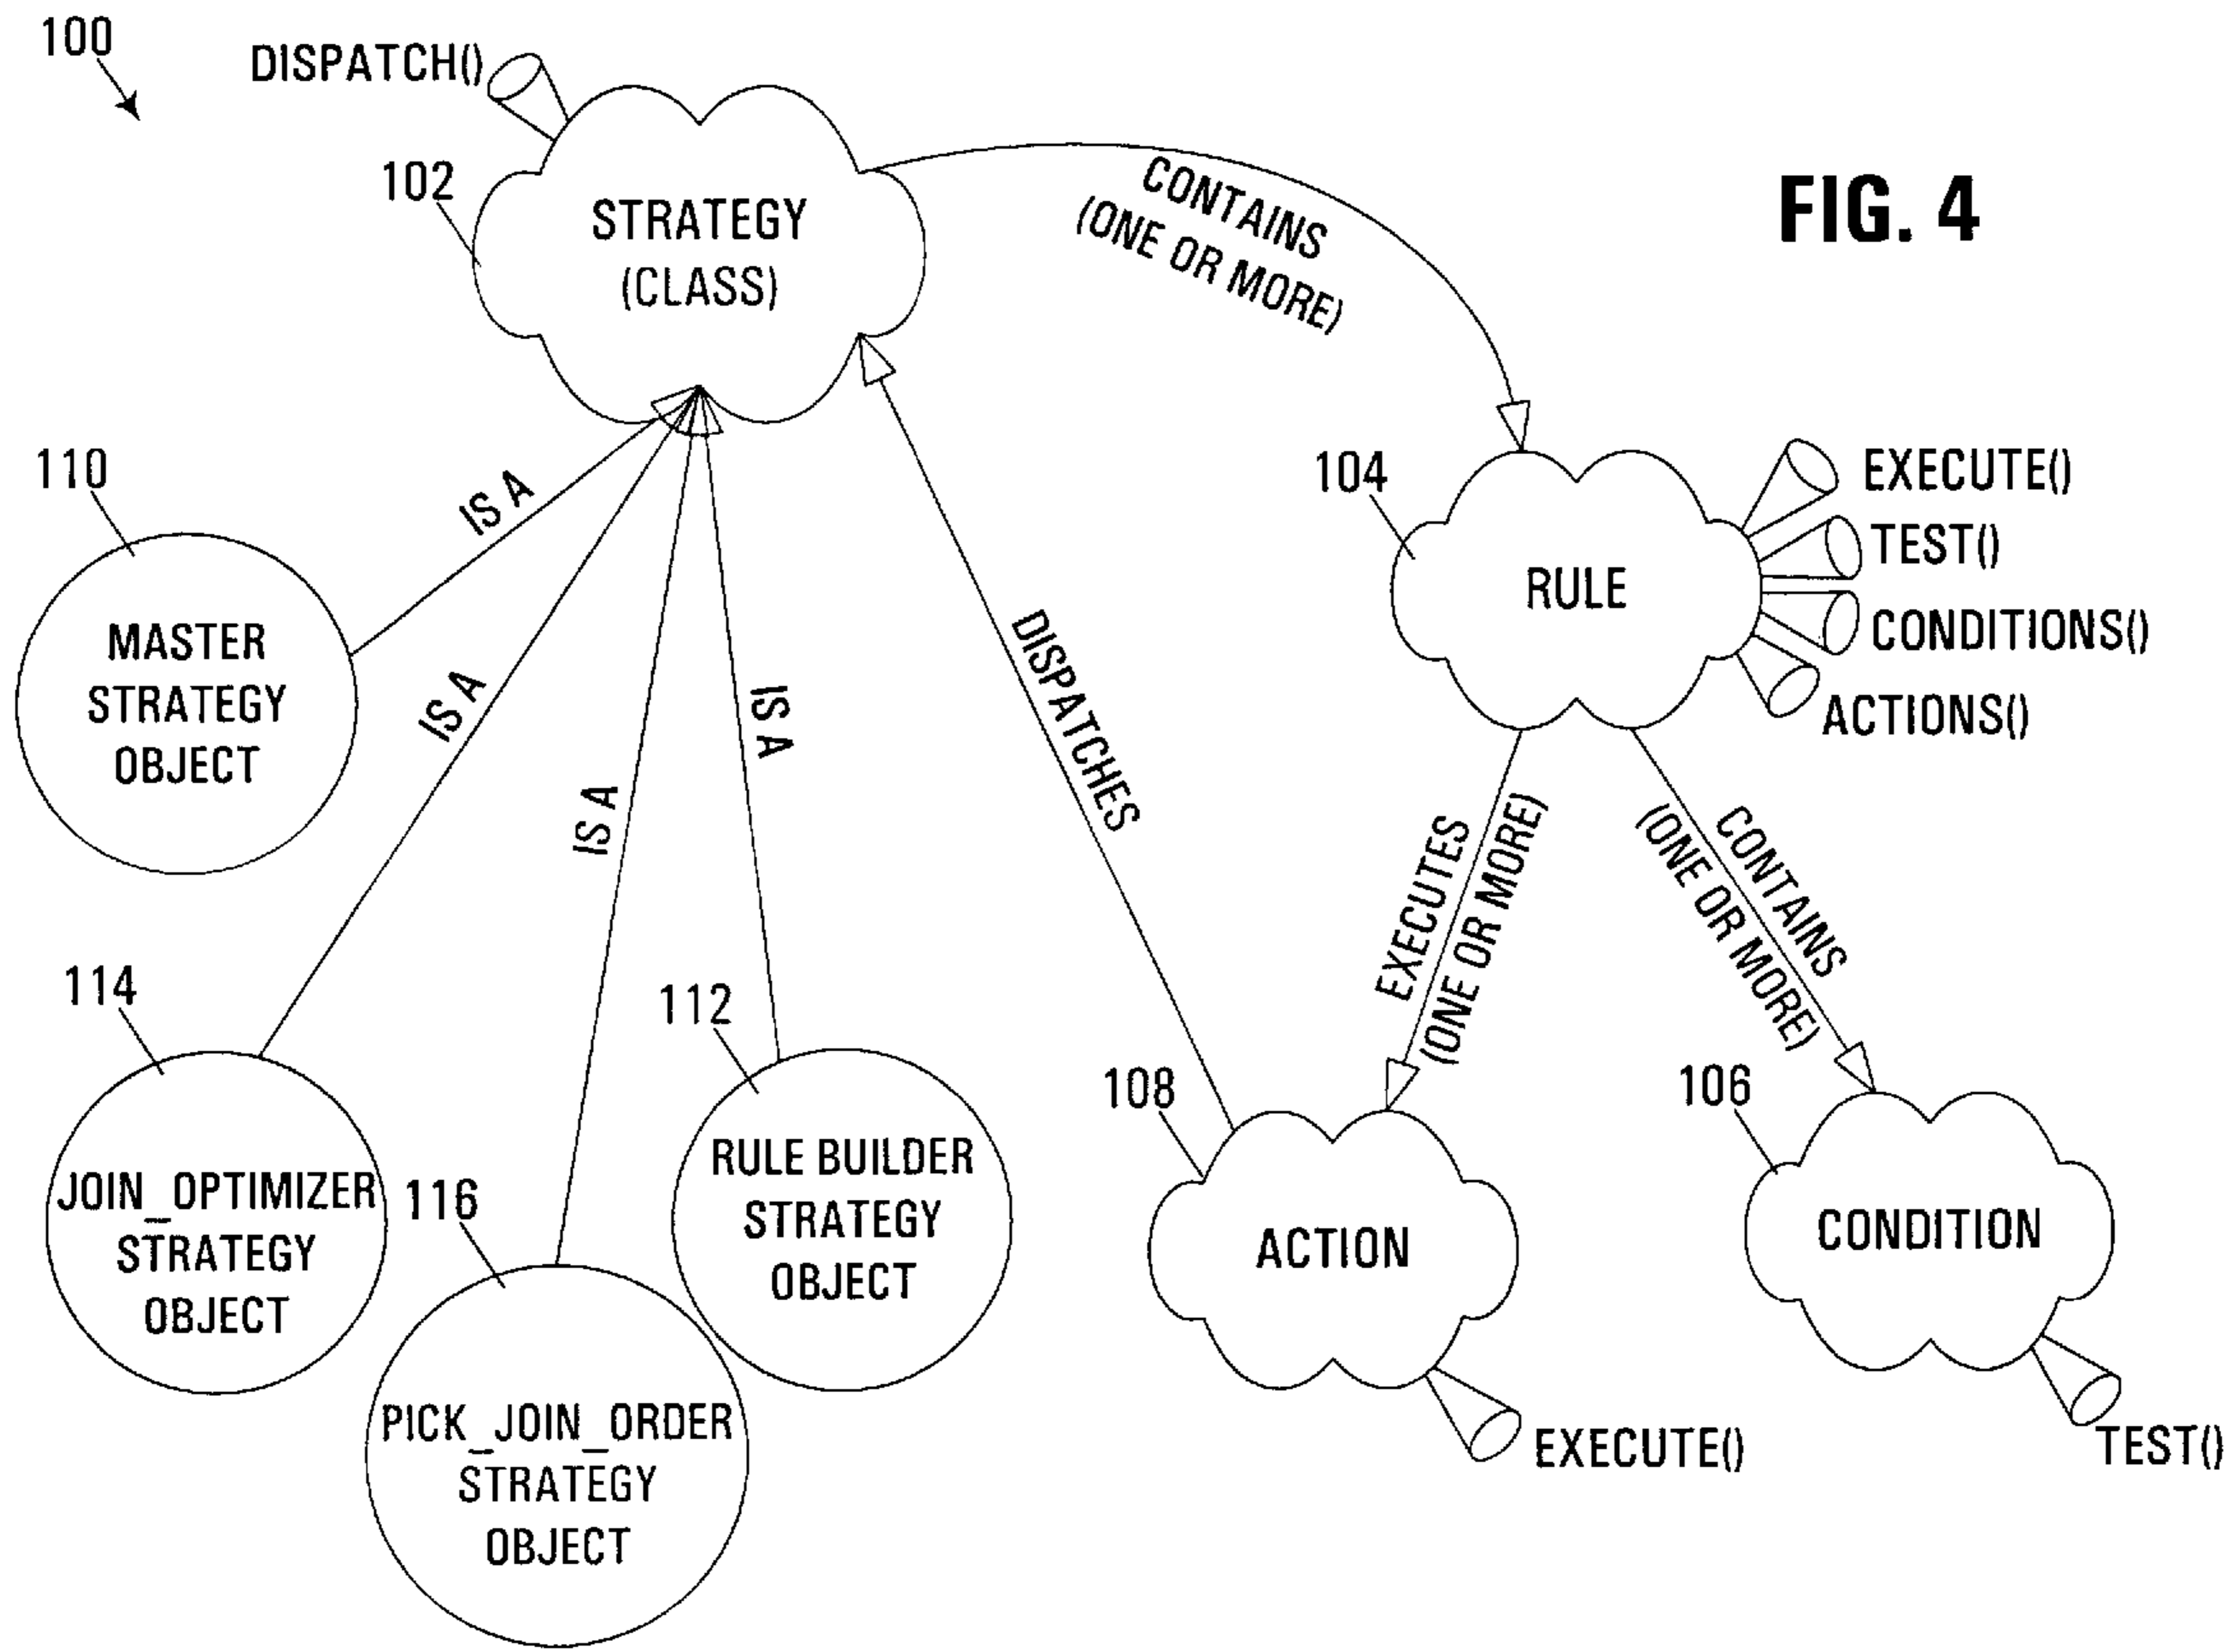 100
DISPATCH()
102
STRATEGY
(CLASS)
CONTAINS
(ONE OR MORE)
FIG. 4
110
IS A
MASTER
STRATEGY
OBJECT
IS A
IS A
IS A
DISPATCHES
104
RULE
EXECUTE()
TEST()
CONDITIONS()
ACTIONS()
EXECUTES
(ONE OR MORE)
CONTAINS
(ONE OR MORE)
114
JOIN_OPTIMIZER
STRATEGY
OBJECT
116
PICK_JOIN_ORDER
STRATEGY
OBJECT
112
RULE BUILDER
STRATEGY
OBJECT
108
ACTION
EXECUTE()
106
CONDITION
TEST()